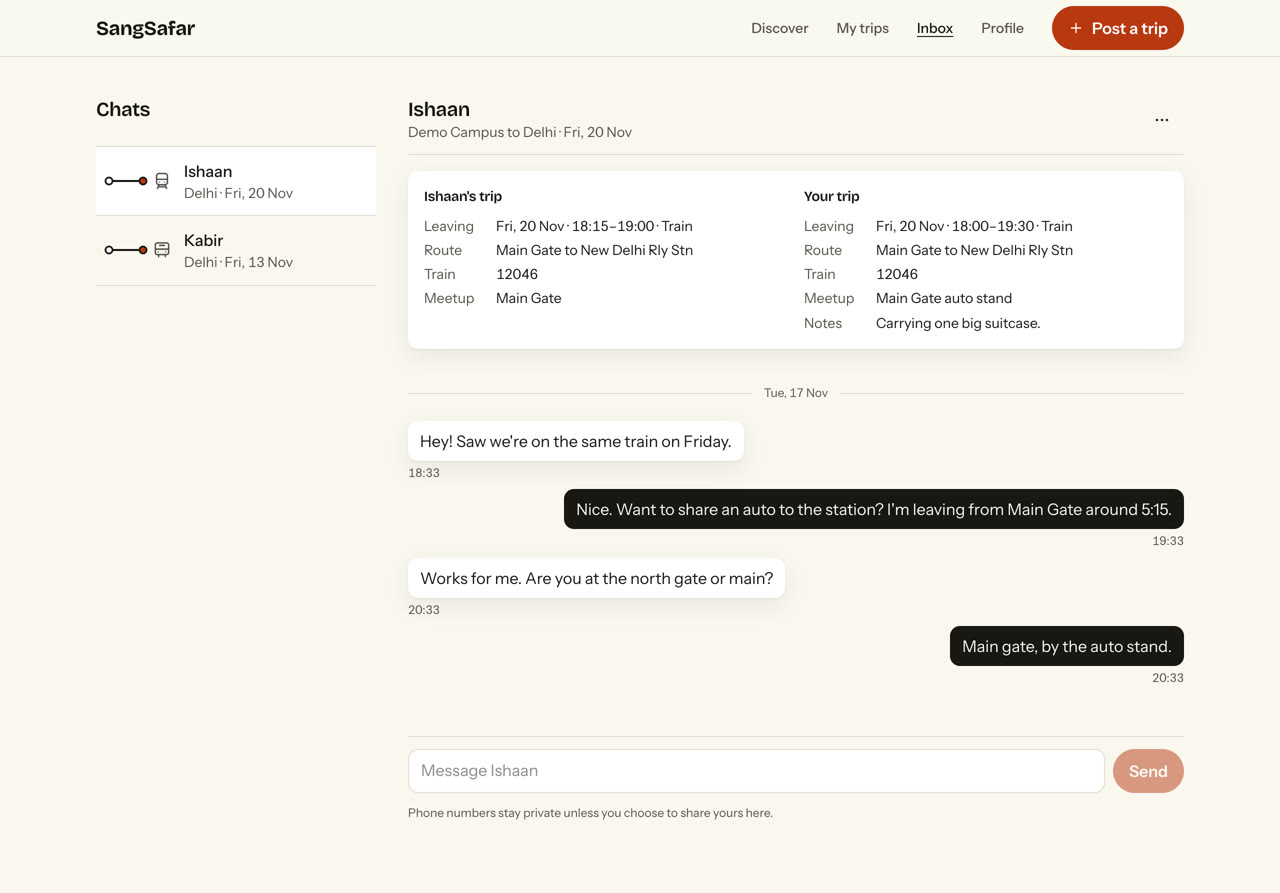 SangSafar
Discover My trips Inbox Profile + Post a trip
Chats
Ishaan
Delhi · Fri, 20 Nov
Kabir
Delhi · Fri, 13 Nov
Ishaan
Demo Campus to Delhi · Fri, 20 Nov
...
Ishaan's trip
Leaving Fri, 20 Nov · 18:15–19:00 · Train
Route Main Gate to New Delhi Rly Stn
Train 12046
Meetup Main Gate
Your trip
Leaving Fri, 20 Nov · 18:00–19:30 · Train
Route Main Gate to New Delhi Rly Stn
Train 12046
Meetup Main Gate auto stand
Notes Carrying one big suitcase.
Tue, 17 Nov
Hey! Saw we're on the same train on Friday.
18:33
Nice. Want to share an auto to the station? I'm leaving from Main Gate around 5:15.
19:33
Works for me. Are you at the north gate or main?
20:33
Main gate, by the auto stand.
20:33
Message Ishaan
Send
Phone numbers stay private unless you choose to share yours here.